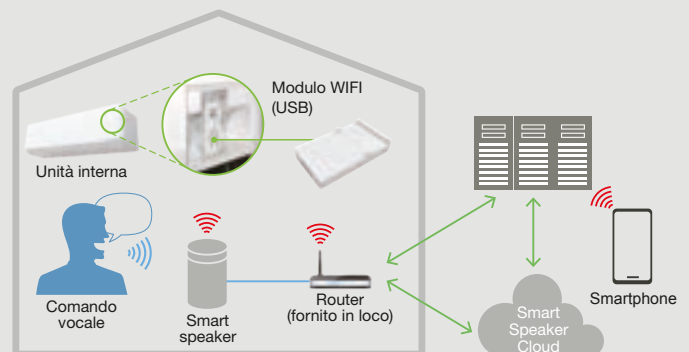 Modulo WIFI
(USB)
Unità interna
Comando
vocale
Smart
speaker
Router
(fornito in loco)
Smartphone
Smart
Speaker
Cloud